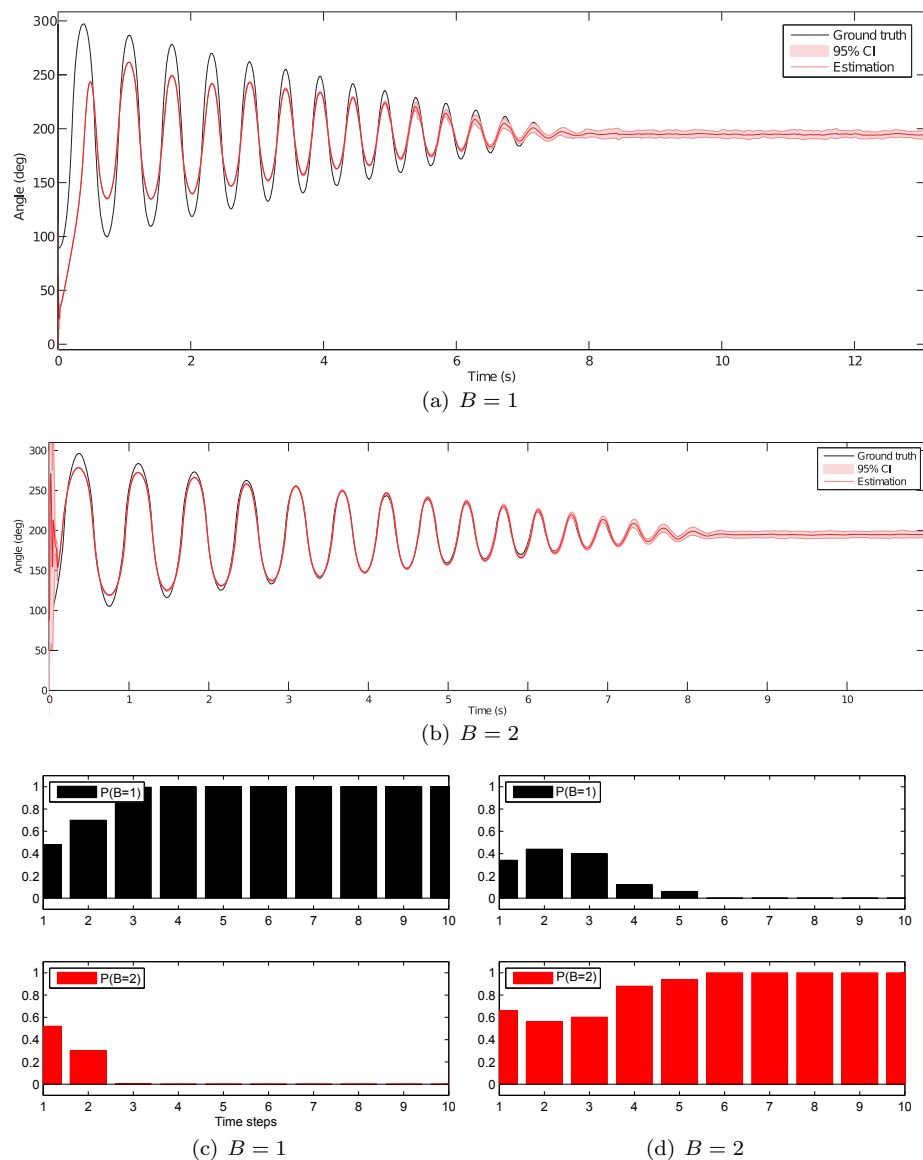 300
250
200
150
100
50
0
Angle (deg)
Ground truth
95% CI
Estimation
0 2 4 6 8 10 12
Time (s)
(a) B = 1
300
250
200
150
100
50
0
Angle (deg)
Ground truth
95% CI
Estimation
0 1 2 3 4 5 6 7 8 9 10
Time (s)
(b) B = 2
1
0.8
0.6
0.4
0.2
0
P(B=1)
1 2 3 4 5 6 7 8 9 10
1
0.8
0.6
0.4
0.2
0
P(B=1)
1 2 3 4 5 6 7 8 9 10
1
0.8
0.6
0.4
0.2
0
P(B=2)
1 2 3 4 5 6 7 8 9 10
Time steps
1
0.8
0.6
0.4
0.2
0
P(B=2)
1 2 3 4 5 6 7 8 9 10
(c) B = 1
(d) B = 2